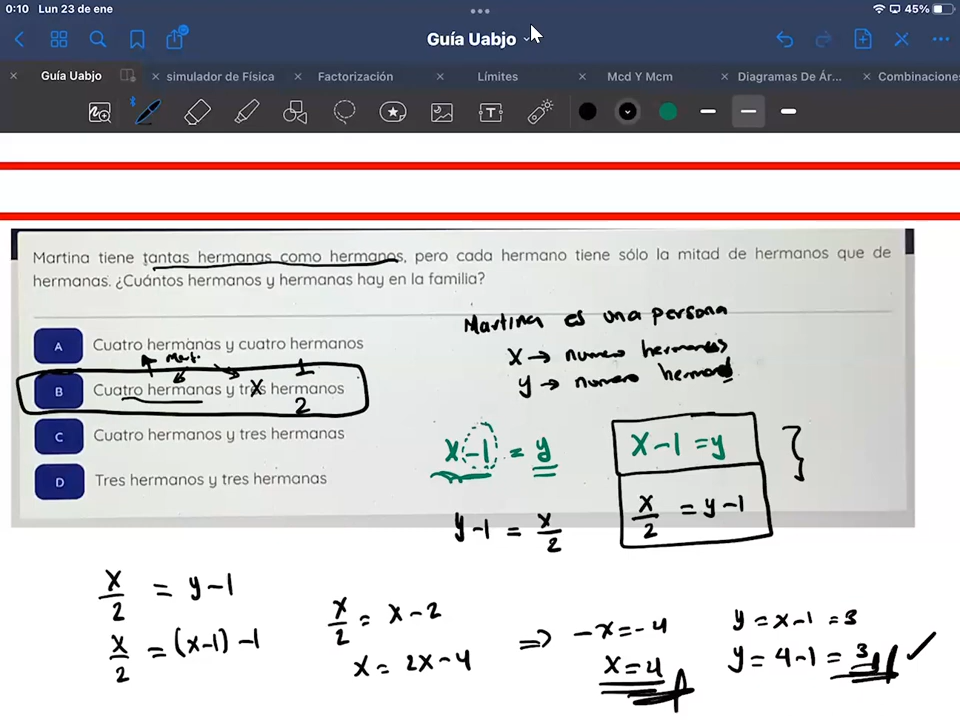 0:10 Lun 23 de ene 45%
Guía Uabjo
Guía Uabjo simulador de Física Factorización Límites Mcd Y Mcm Diagramas De Ár... Combinaciones
Martina tiene tantas hermanas como hermanos, pero cada hermano tiene sólo la mitad de hermanos que de
hermanas. ¿Cuántos hermanos y hermanas hay en la familia?
A Cuatro hermanas y cuatro hermanos
Mart. 1
B Cuatro hermanas y tres hermanos
x 2
C Cuatro hermanos y tres hermanas
D Tres hermanos y tres hermanas
Martina es una persona
x → numero hermanas
y → numero
x-1 = y
y-1 = x/2
x-1=y
x/2 = y-1
x/2 = y-1
x/2 = (x-1)-1
x/2 = x-2
x = 2x-4
⇒ -x=-4
x=4
y = x-1 = 3
y = 4-1 = 3